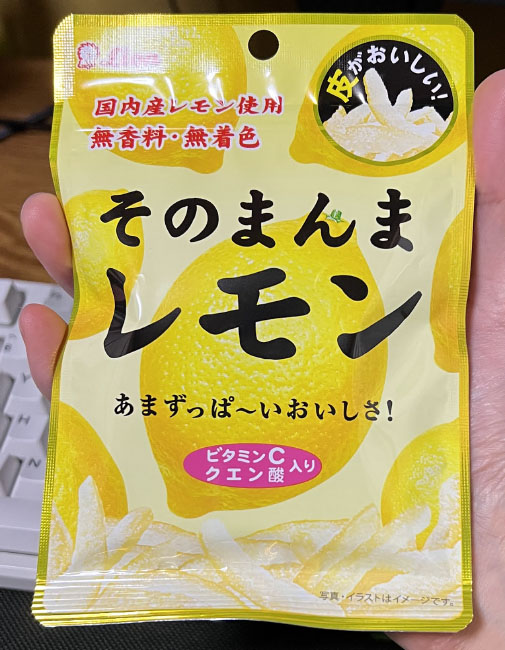 皮がおいしい!
国内産レモン使用
無香料・無着色
そのまんま
レモン
あまずっぱ～いおいしさ!
ビタミンC
クエン酸
入り
写真・イラストはイメージです。